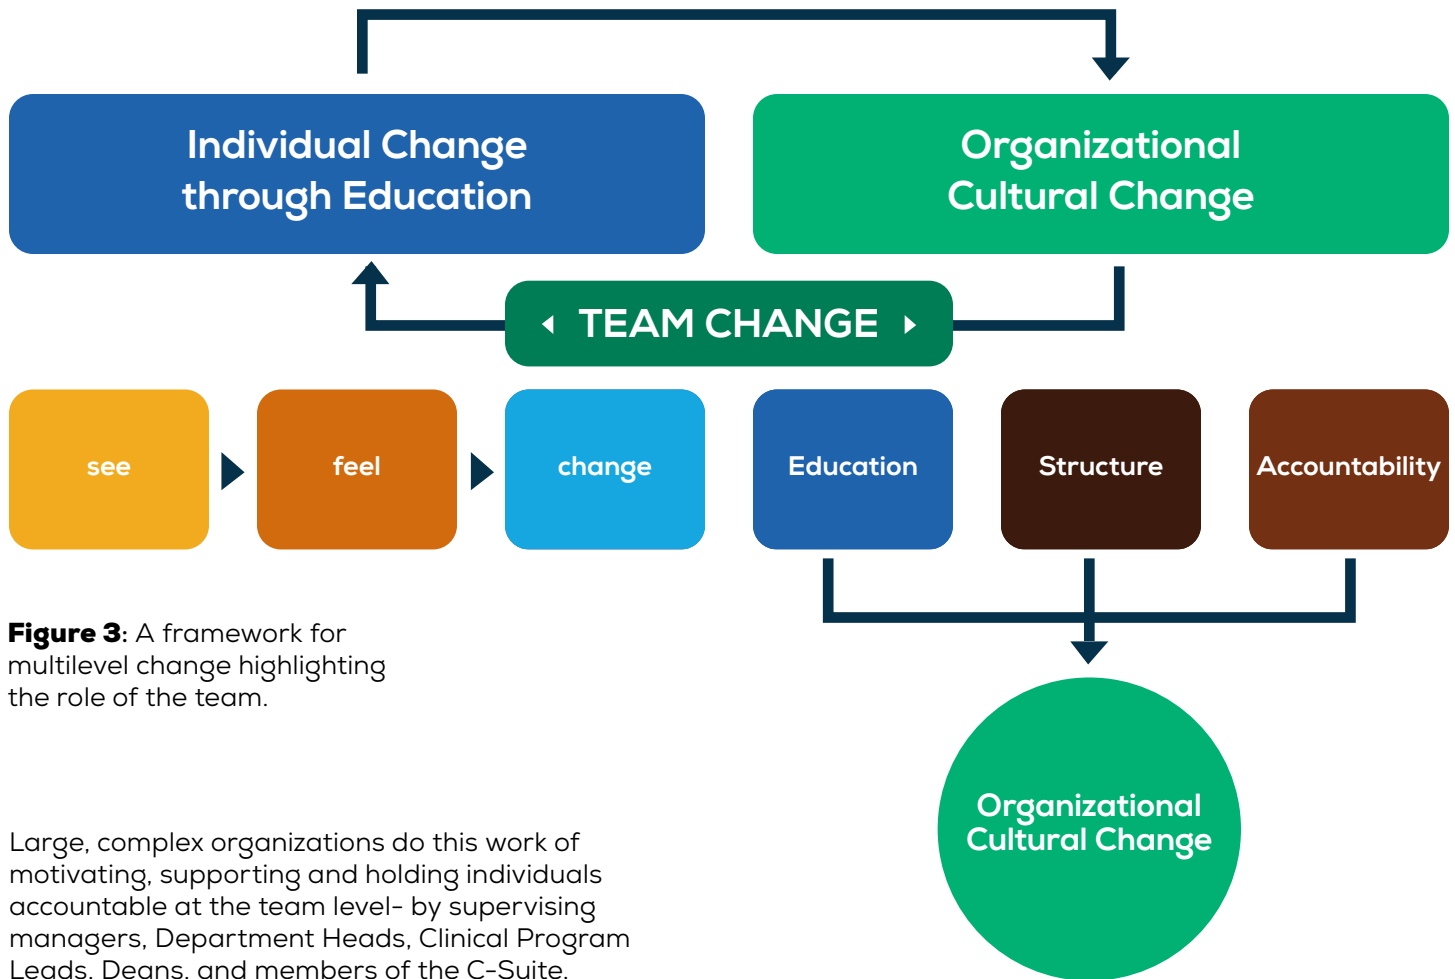 Individual Change
through Education
Organizational
Cultural Change
TEAM CHANGE
see
feel
change
Education
Structure
Accountability
Figure 3: A framework for
multilevel change highlighting
the role of the team.
Organizational
Cultural Change
Large, complex organizations do this work of
motivating, supporting and holding individuals
accountable at the team level- by supervising
managers, Department Heads, Clinical Program
Leads, Deans, and members of the C-Suite.